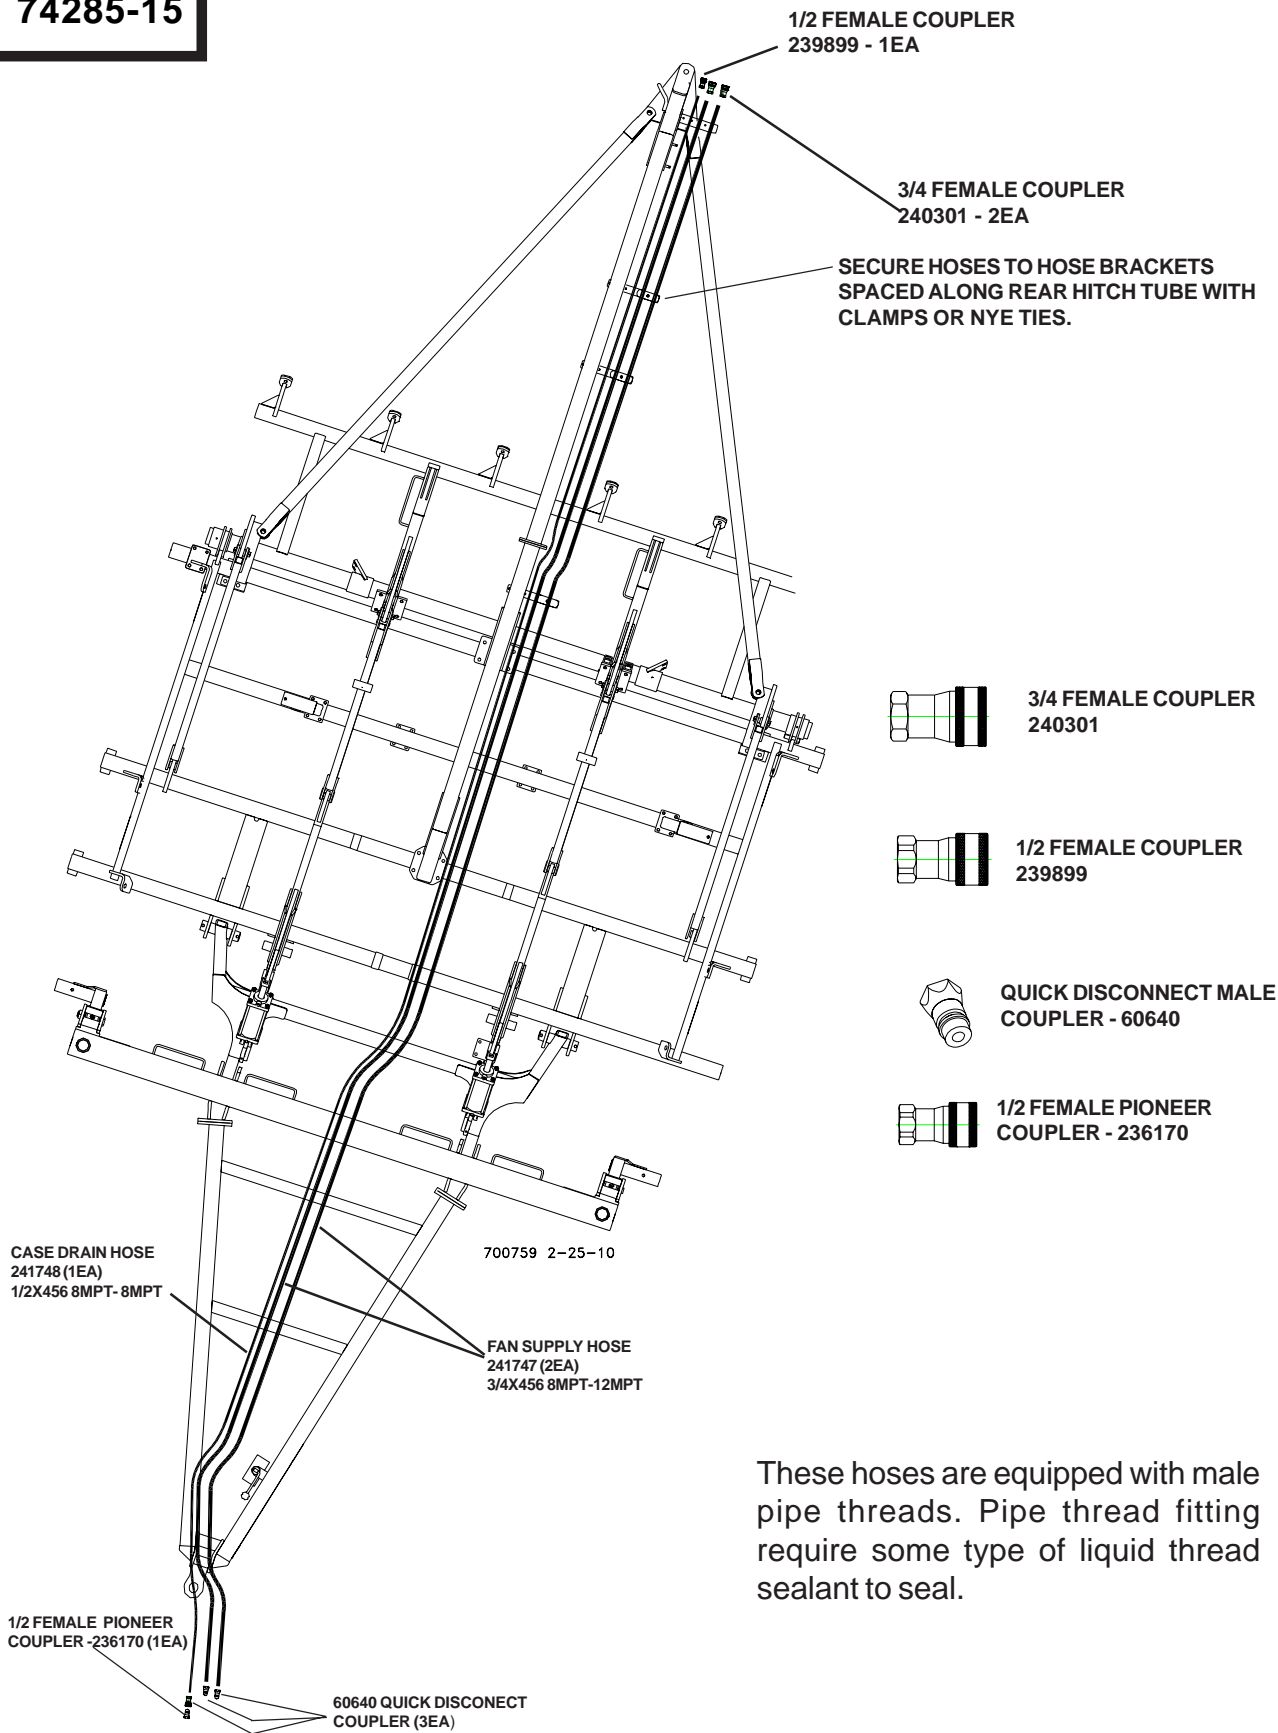 74285-15
1/2 FEMALE COUPLER
239899 - 1EA
3/4 FEMALE COUPLER
240301 - 2EA
SECURE HOSES TO HOSE BRACKETS
SPACED ALONG REAR HITCH TUBE WITH
CLAMPS OR NYE TIES.
3/4 FEMALE COUPLER
240301
1/2 FEMALE COUPLER
239899
QUICK DISCONNECT MALE
COUPLER - 60640
1/2 FEMALE PIONEER
COUPLER - 236170
700759 2-25-10
CASE DRAIN HOSE
241748 (1EA)
1/2X456 8MPT- 8MPT
FAN SUPPLY HOSE
241747 (2EA)
3/4X456 8MPT-12MPT
These hoses are equipped with male
pipe threads. Pipe thread fitting
require some type of liquid thread
sealant to seal.
1/2 FEMALE PIONEER
COUPLER -236170 (1EA)
60640 QUICK DISCONECT
COUPLER (3EA)